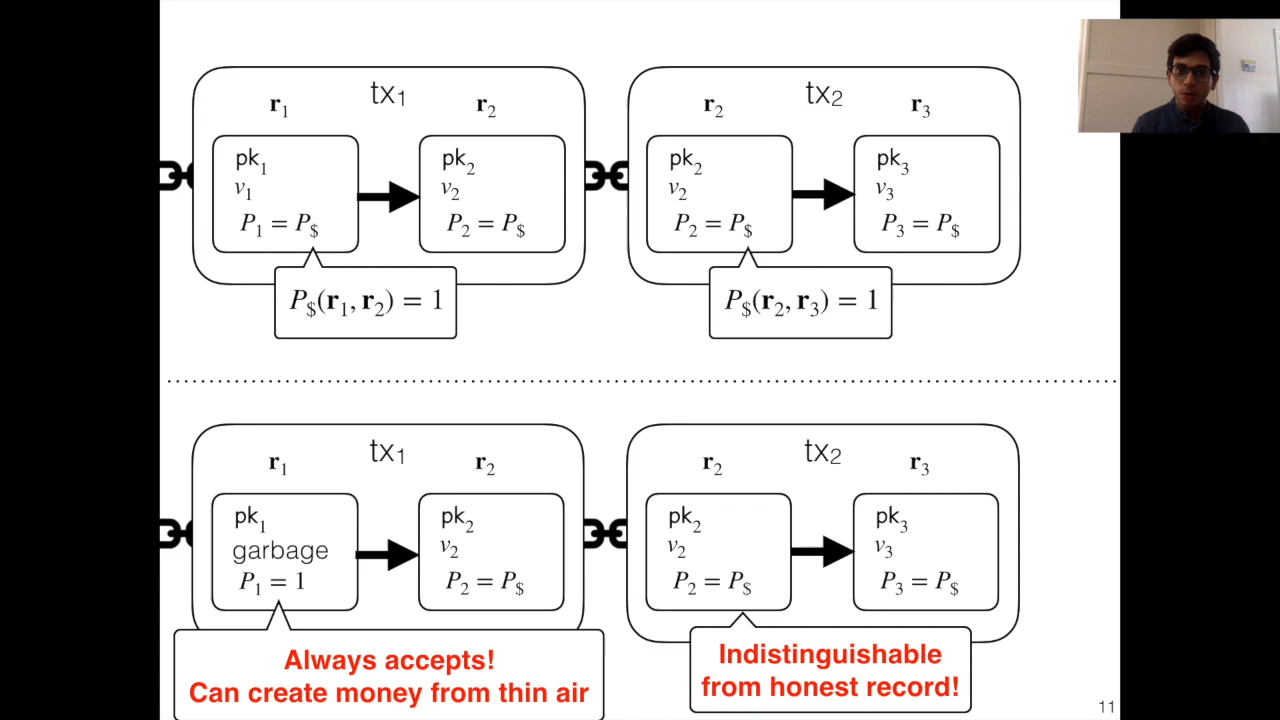 tx₁
r₁ r₂
pk₁
v₁
P₁ = P$
pk₂
v₂
P₂ = P$
P$(r₁, r₂) = 1
tx₂
r₂ r₃
pk₂
v₂
P₂ = P$
pk₃
v₃
P₃ = P$
P$(r₂, r₃) = 1
tx₁
r₁ r₂
pk₁
garbage
P₁ = 1
pk₂
v₂
P₂ = P$
Always accepts!
Can create money from thin air
tx₂
r₂ r₃
pk₂
v₂
P₂ = P$
pk₃
v₃
P₃ = P$
Indistinguishable
from honest record!
11